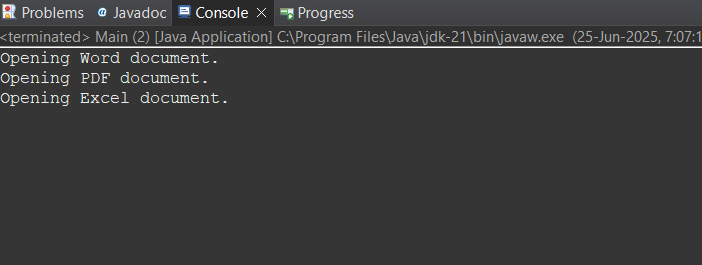 Problems @ Javadoc Console Progress
<terminated> Main (2) [Java Application] C:\Program Files\Java\jdk-21\bin\javaw.exe (25-Jun-2025, 7:07:1
Opening Word document.
Opening PDF document.
Opening Excel document.